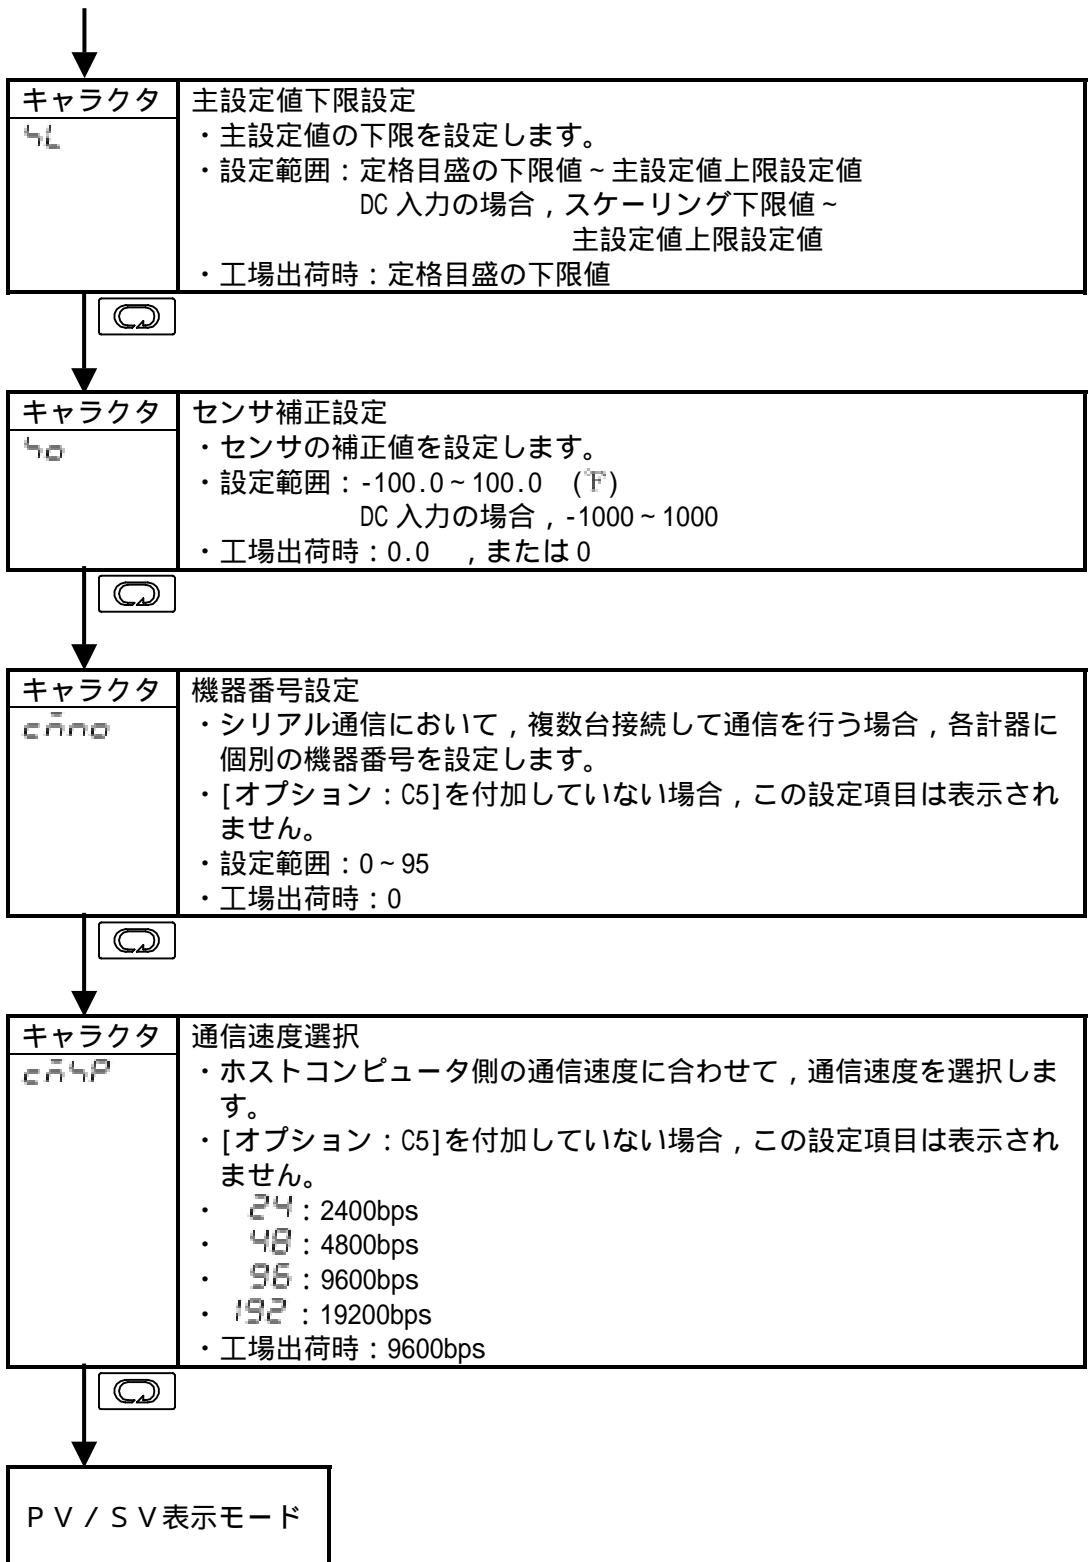 キャラクタ 主設定値下限設定
ㄣL ・主設定値の下限を設定します。
・設定範囲：定格目盛の下限値～主設定値上限設定値
DC 入力の場合，スケーリング下限値～
主設定値上限設定値
・工場出荷時：定格目盛の下限値
キャラクタ センサ補正設定
ㄣo ・センサの補正値を設定します。
・設定範囲：-100.0～100.0 (℉)
DC 入力の場合，-1000～1000
・工場出荷時：0.0 ，または 0
キャラクタ 機器番号設定
cñno ・シリアル通信において，複数台接続して通信を行う場合，各計器に
個別の機器番号を設定します。
・[オプション：C5]を付加していない場合，この設定項目は表示され
ません。
・設定範囲：0～95
・工場出荷時：0
キャラクタ 通信速度選択
cñㄣP ・ホストコンピュータ側の通信速度に合わせて，通信速度を選択しま
す。
・[オプション：C5]を付加していない場合，この設定項目は表示され
ません。
・ 24：2400bps
・ 48：4800bps
・ 96：9600bps
・ 192：19200bps
・工場出荷時：9600bps
ＰＶ／ＳＶ表示モード